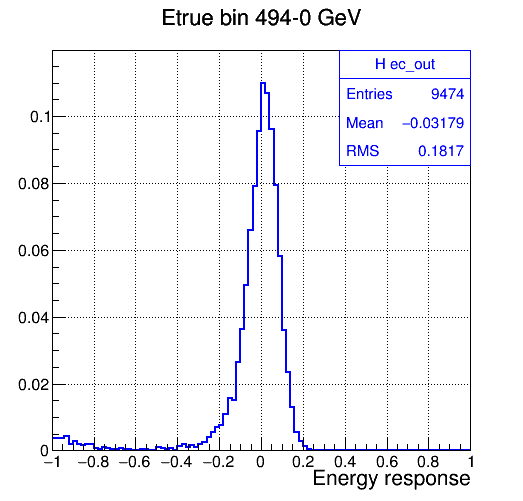 Etrue bin 494-0 GeV
H ec_out
Entries 9474
Mean −0.03179
RMS 0.1817
0.1
0.08
0.06
0.04
0.02
0
−1 −0.8 −0.6 −0.4 −0.2 0 0.2 0.4 0.6 0.8 1
Energy response